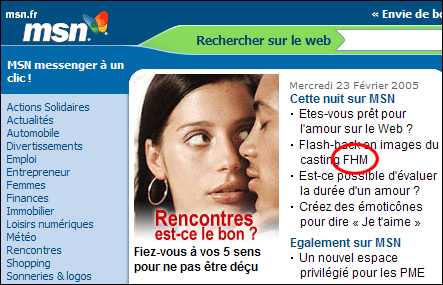 msn.fr
msn
« Envie de
Rechercher sur le web
MSN messenger à un
clic !
Actions Solidaires
Actualités
Automobile
Divertissements
Emploi
Entrepreneur
Femmes
Finances
Immobilier
Loisirs numériques
Météo
Rencontres
Shopping
Sonneries & logos
Rencontres
est-ce le bon ?
Fiez-vous à vos 5 sens
pour ne pas être déçu
Mercredi 23 Février 2005
Cette nuit sur MSN
• Etes-vous prêt pour
l'amour sur le Web ?
• Flash-back en images du
casting FHM
• Est-ce possible d'évaluer
la durée d'un amour ?
• Créez des émoticônes
pour dire « Je t'aime »
Egalement sur MSN
• Un nouvel espace
privilégié pour les PME